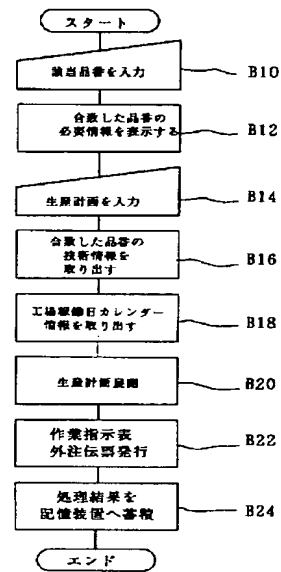 スタート
該当品番を入力
B10
合致した品番の
必要情報を表示する
B12
生産計画を入力
B14
合致した品番の
技術情報を
取り出す
B16
工場稼働日カレンダー
情報を取り出す
B18
生産計画展開
B20
作業指示表
外注伝票発行
B22
処理結果を
記憶装置へ蓄積
B24
エンド